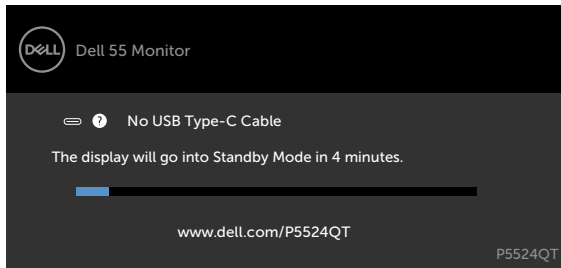 DELL Dell 55 Monitor
? No USB Type-C Cable
The display will go into Standby Mode in 4 minutes.
www.dell.com/P5524QT
P5524QT